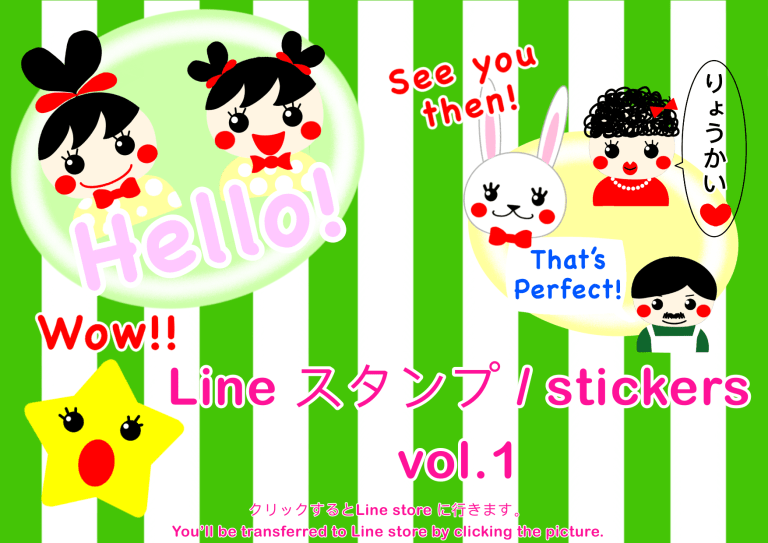 Hello!
See you
then!
りょうかい
That's
Perfect!
Wow!!
Line スタンプ / stickers
vol.1
クリックするとLine store に行きます。
You'll be transferred to Line store by clicking the picture.